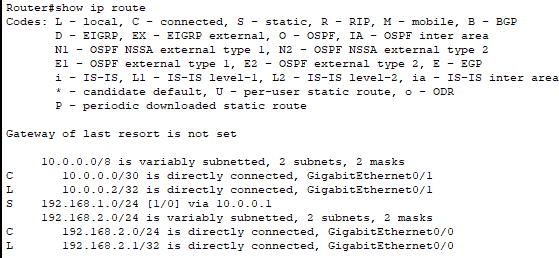 Router#show ip route
Codes: L - local, C - connected, S - static, R - RIP, M - mobile, B - BGP
       D - EIGRP, EX - EIGRP external, O - OSPF, IA - OSPF inter area
       N1 - OSPF NSSA external type 1, N2 - OSPF NSSA external type 2
       E1 - OSPF external type 1, E2 - OSPF external type 2, E - EGP
       i - IS-IS, L1 - IS-IS level-1, L2 - IS-IS level-2, ia - IS-IS inter area
       * - candidate default, U - per-user static route, o - ODR
       P - periodic downloaded static route

Gateway of last resort is not set

     10.0.0.0/8 is variably subnetted, 2 subnets, 2 masks
C       10.0.0.0/30 is directly connected, GigabitEthernet0/1
L       10.0.0.2/32 is directly connected, GigabitEthernet0/1
S    192.168.1.0/24 [1/0] via 10.0.0.1
     192.168.2.0/24 is variably subnetted, 2 subnets, 2 masks
C       192.168.2.0/24 is directly connected, GigabitEthernet0/0
L       192.168.2.1/32 is directly connected, GigabitEthernet0/0